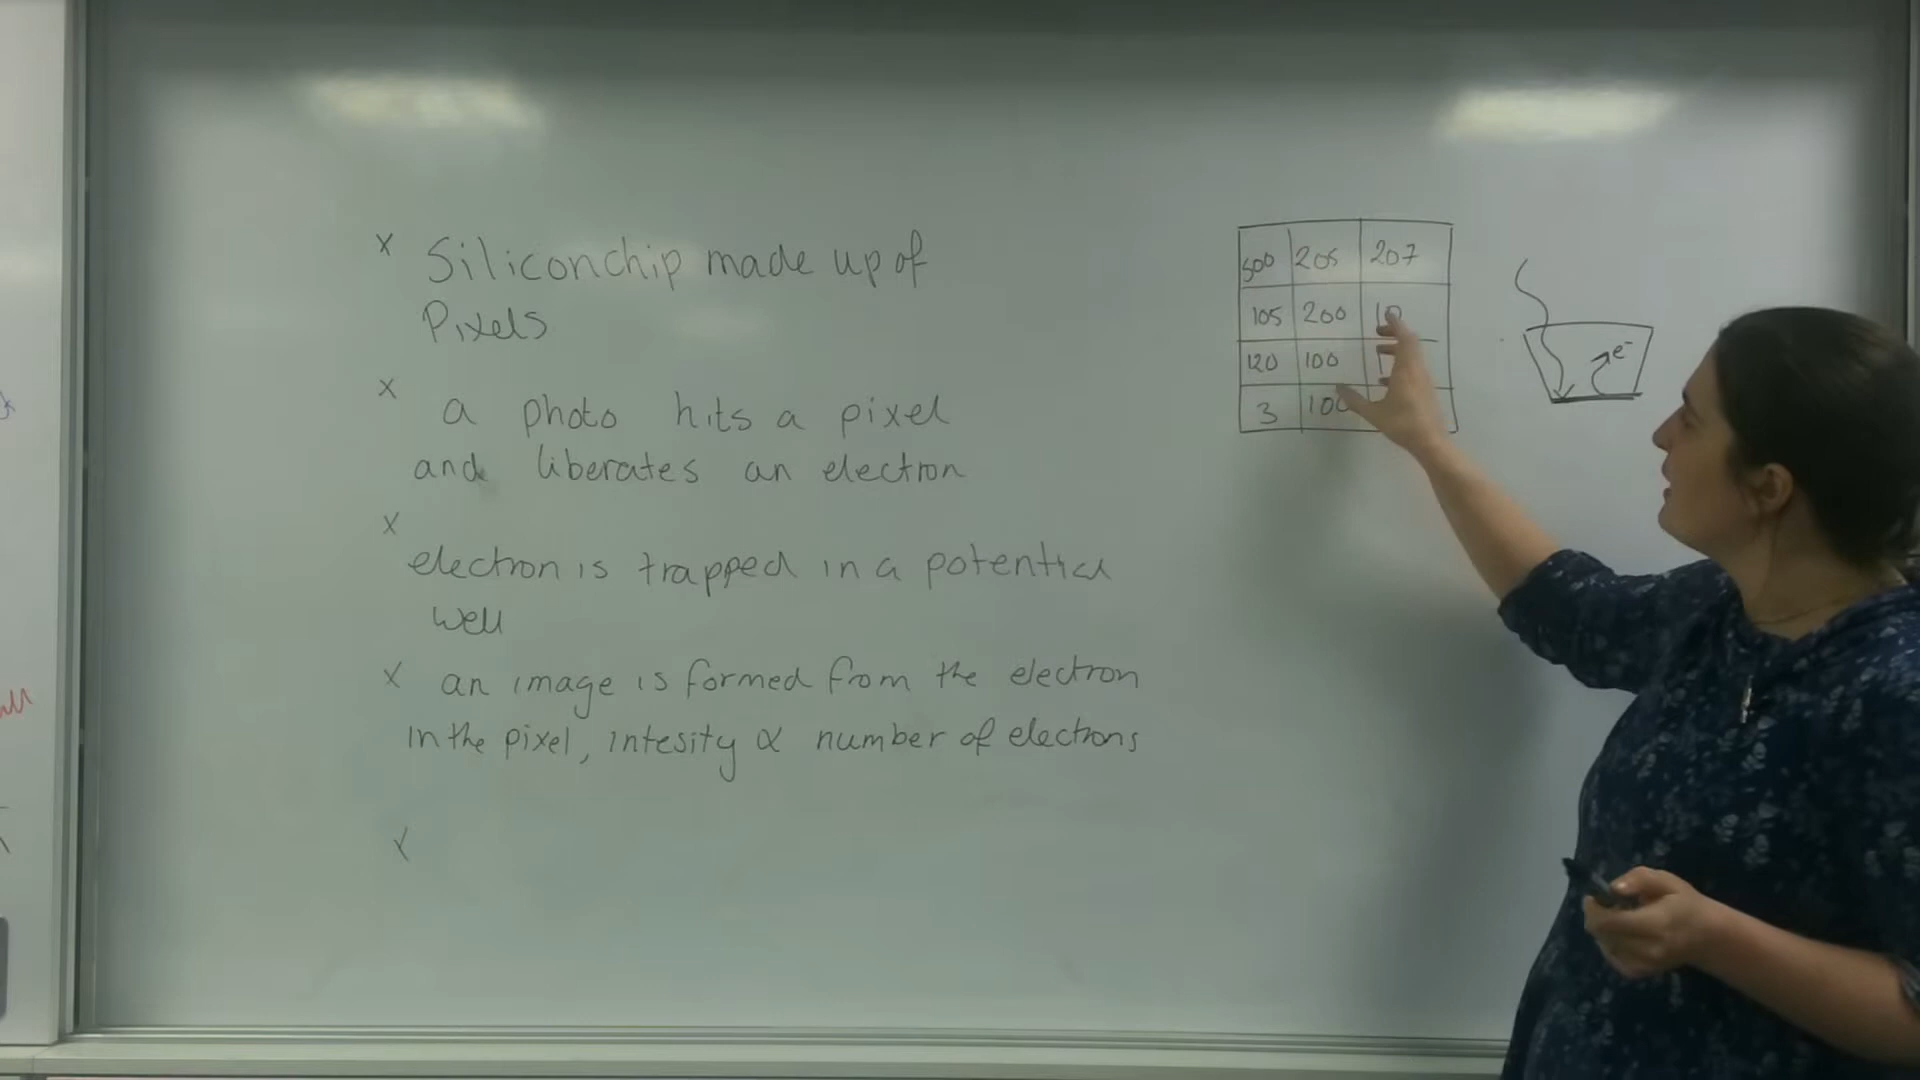 x Siliconchip made up of
Pixels
x a photo hits a pixel
and liberates an electron
x
electron is trapped in a potential
well
x an image is formed from the electron
in the pixel, intesity ∝ number of electrons
x
500 205 207
105 200 10
120 100
3 100
e⁻